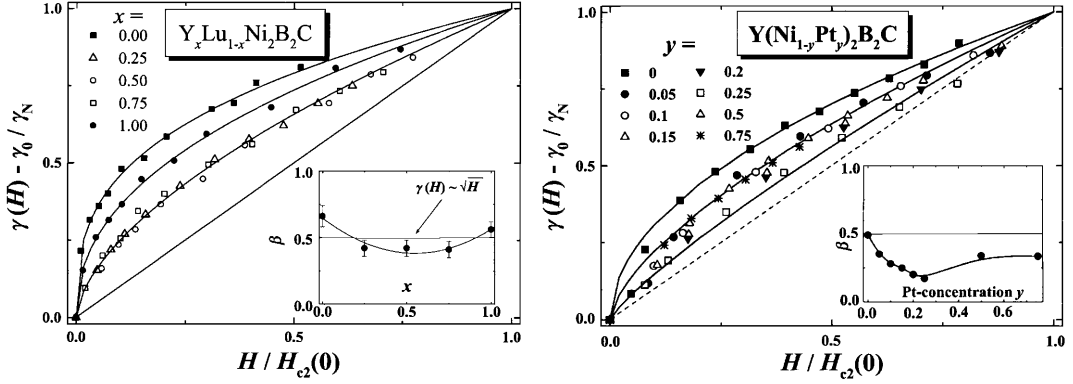 x =
0.00
0.25
0.50
0.75
1.00
YxLu1-xNi2B2C
γ(H) - γ0 / γN
1.0
0.5
0.0
0.0 0.5 1.0
H / Hc2(0)
γ(H) ~ √H
β
1.0
0.5
0.0
0.0 0.5 1.0
x
Y(Ni1-yPty)2B2C
y =
0 0.2
0.05 0.25
0.1 0.5
0.15 0.75
γ(H) - γ0 / γN
1.0
0.5
0.0
0.0 0.5 1.0
H / Hc2(0)
β
1.0
0.5
0.0
Pt-concentration y
0.0 0.2 0.4 0.6